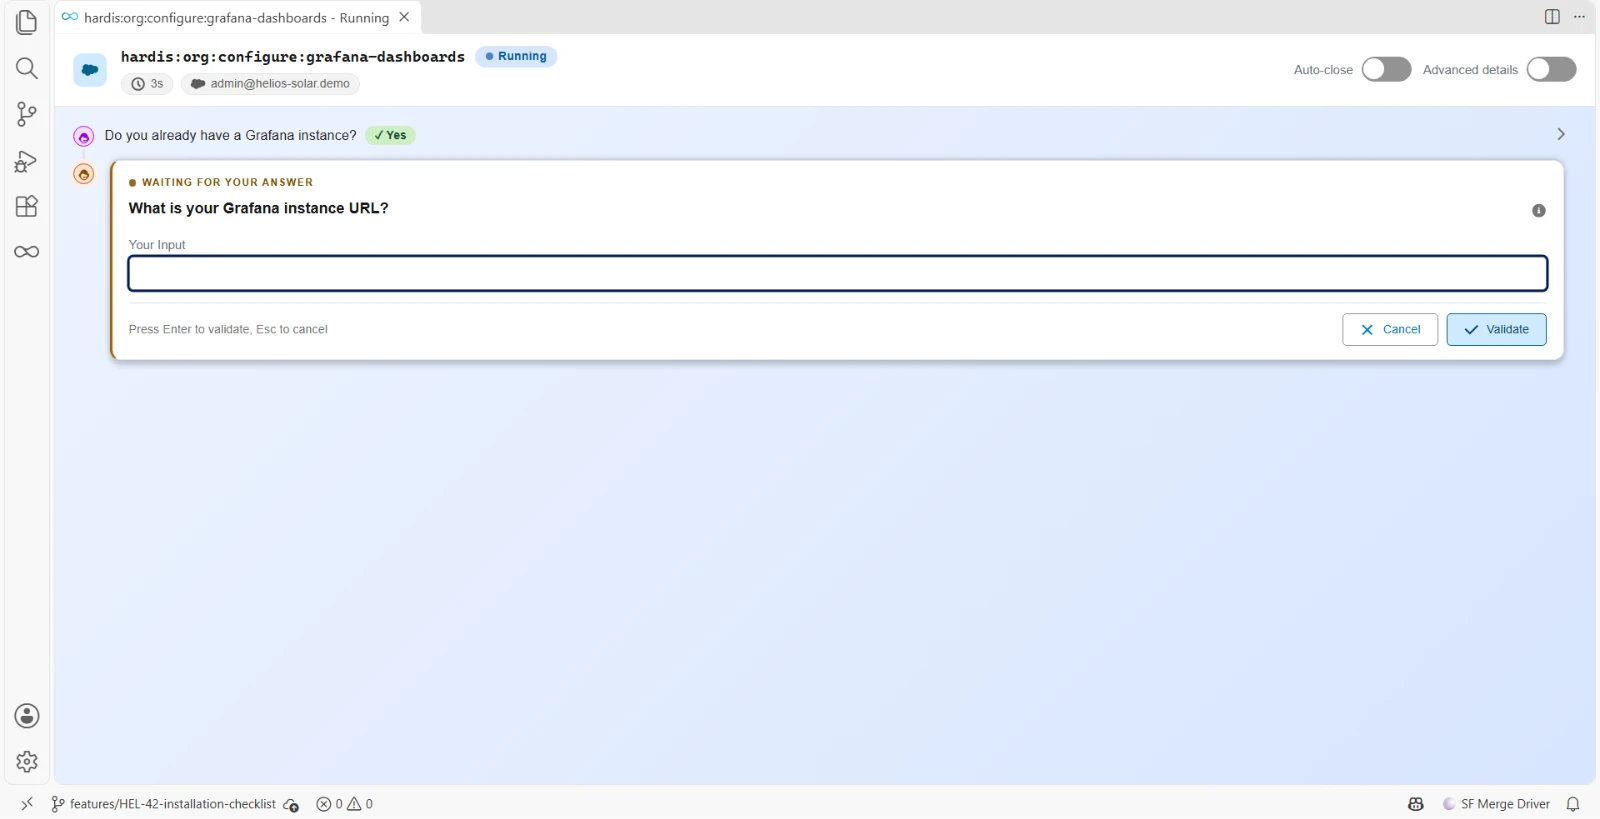 hardis:org:configure:grafana-dashboards - Running
hardis:org:configure:grafana-dashboards
Running
3s
admin@helios-solar.demo
Auto-close
Advanced details
Do you already have a Grafana instance?
✓ Yes
WAITING FOR YOUR ANSWER
What is your Grafana instance URL?
Your Input
Press Enter to validate, Esc to cancel
Cancel
Validate
features/HEL-42-installation-checklist
0
0
SF Merge Driver